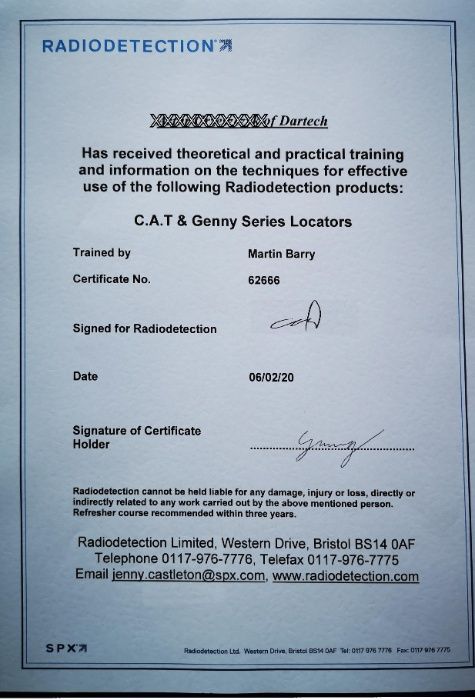 RADIODETECTION
of Dartech
Has received theoretical and practical training
and information on the techniques for effective
use of the following Radiodetection products:
C.A.T & Genny Series Locators
Trained by Martin Barry
Certificate No. 62666
Signed for Radiodetection
Date 06/02/20
Signature of Certificate
Holder
Radiodetection cannot be held liable for any damage, injury or loss, directly or
indirectly related to any work carried out by the above mentioned person.
Refresher course recommended within three years.
Radiodetection Limited, Western Drive, Bristol BS14 0AF
Telephone 0117-976-7776, Telefax 0117-976-7775
Email jenny.castleton@spx.com, www.radiodetection.com
SPX Radiodetection Ltd. Western Drive, Bristol BS14 0AF Tel: 0117 976 7776 Fax: 0117 976 7775